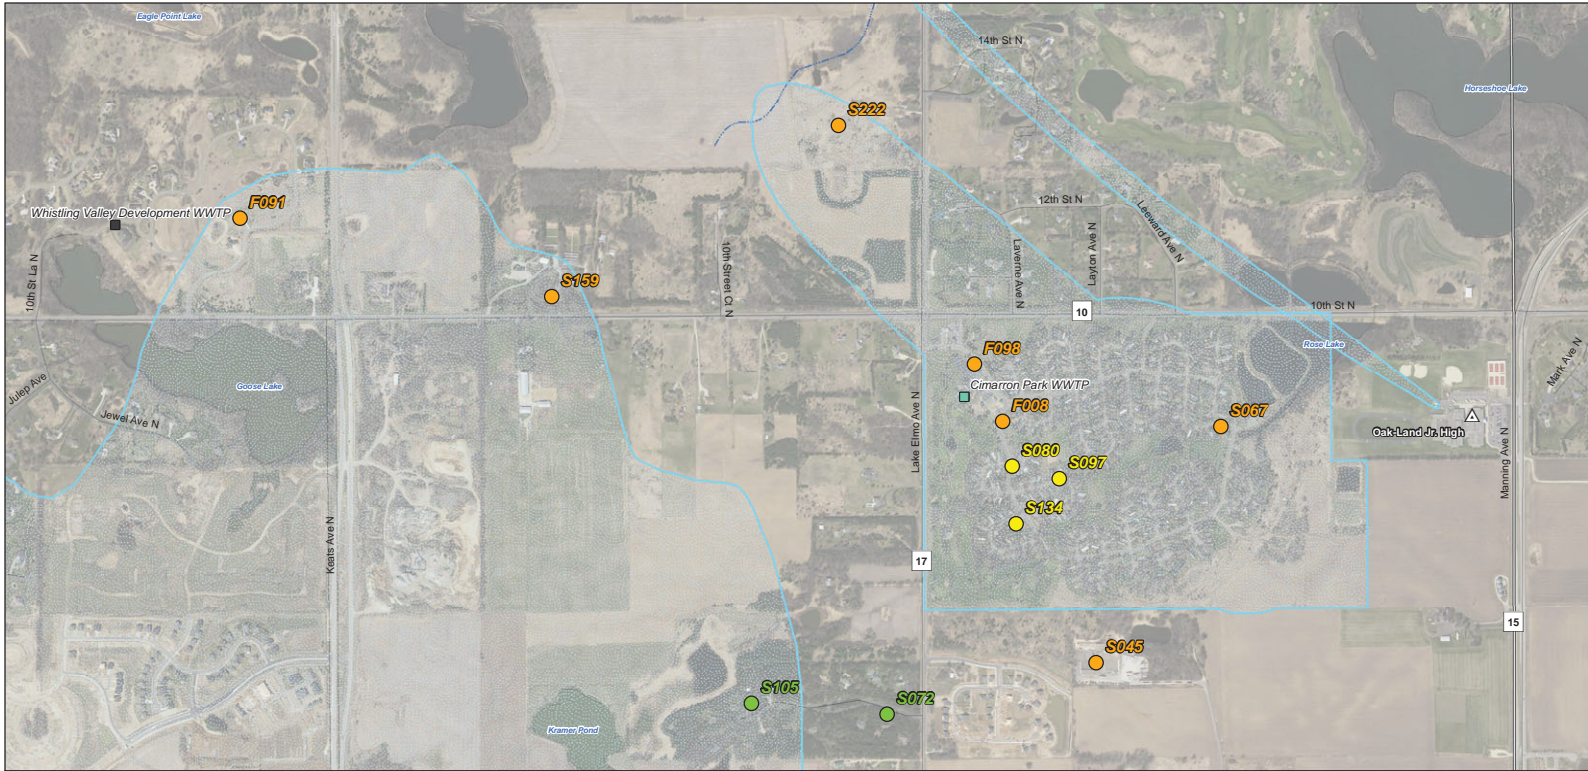 Eagle Point Lake
14th St N
Horseshoe Lake
S222
12th St N
F091
Whistling Valley Development WWTP
Leeward Ave N
Layton Ave N
Laverne Ave N
10th St La N
10th Street Ct. N
S159
10th St N
10
Rose Lake
F098
Mark Ave N
Julep Ave
Goose Lake
Cimarron Park WWTP
Jewel Ave N
F008
S067
Oak-Land Jr. High
Lake Elmo Ave N
Manning Ave N
S080
S097
S134
Keats Ave N
17
15
S045
S105
S072
Kramer Pond